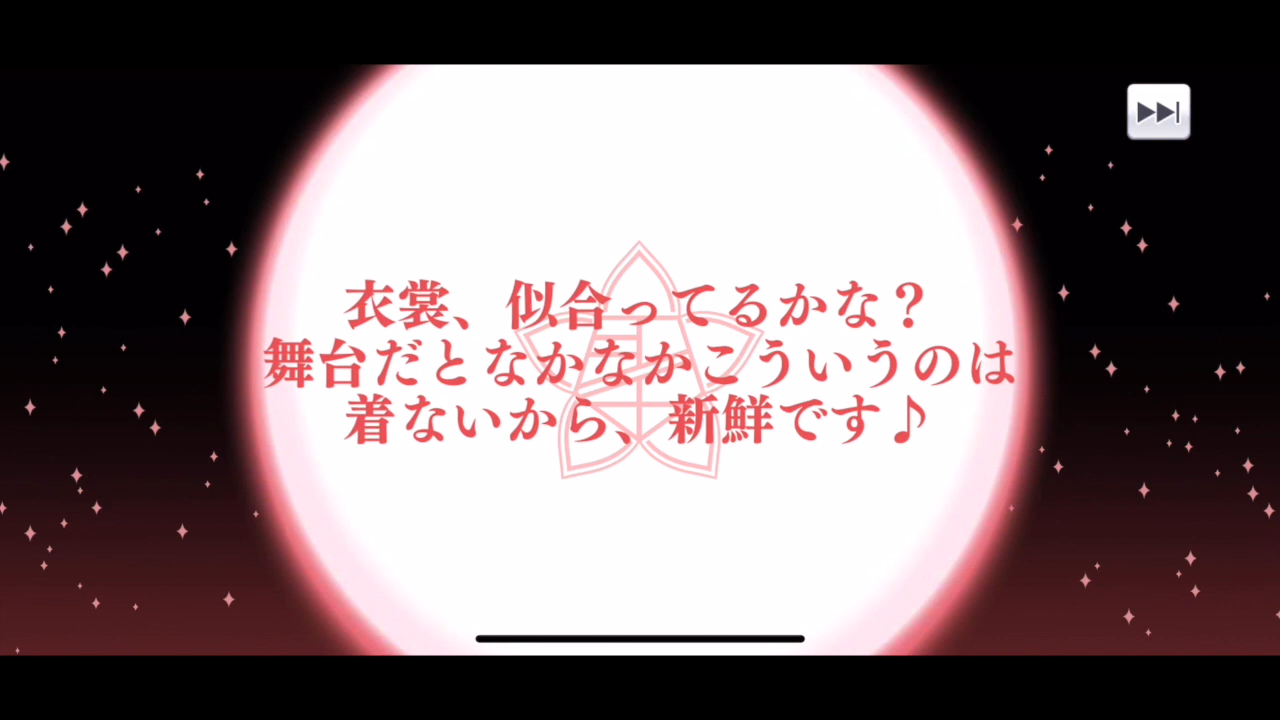 衣裳、似合ってるかな？
舞台だとなかなかこういうのは
着ないから、新鮮です♪